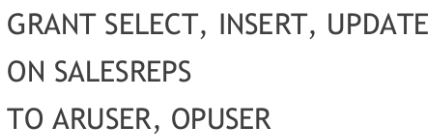 GRANT SELECT, INSERT, UPDATE
ON SALESREPS
TO ARUSER, OPUSER